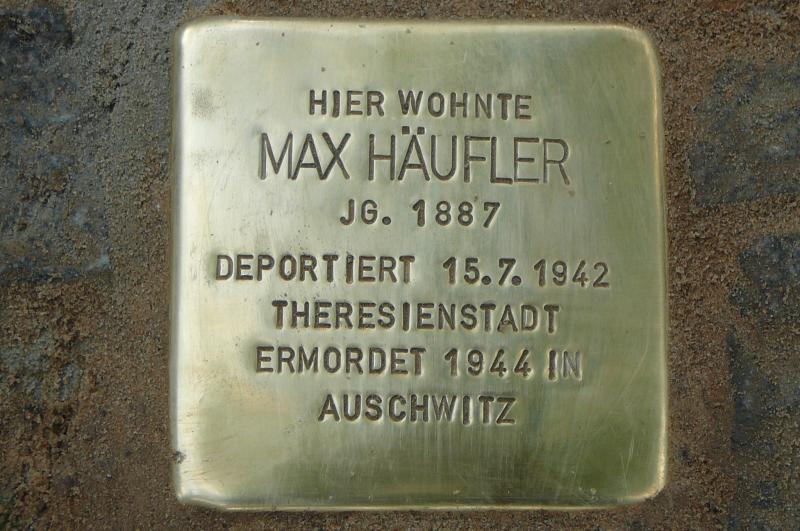 HIER WOHNTE
MAX HÄUFLER
JG. 1887
DEPORTIERT 15.7.1942
THERESIENSTADT
ERMORDET 1944 IN
AUSCHWITZ